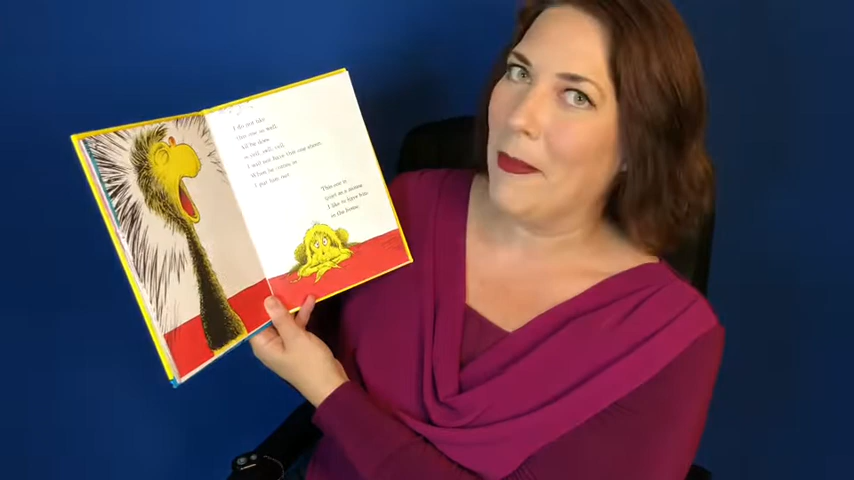 I do not like
this one so well.
All he does
is yell, yell, yell.
I will not have this one about.
When he comes in
I put him out.
This one is
quiet as a mouse.
I like to have him
in the house.